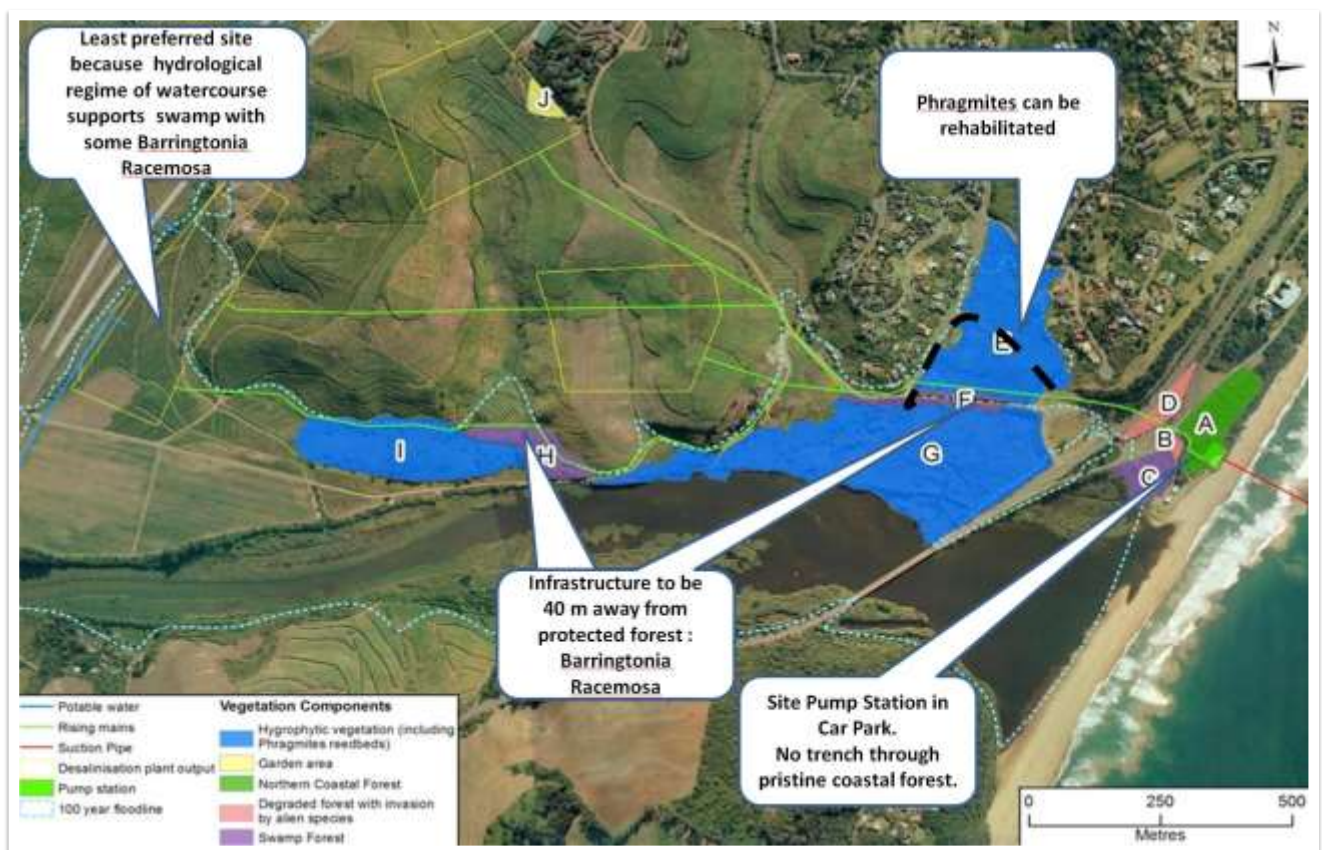 Least preferred site
because hydrological
regime of watercourse
supports swamp with
some Barringtonia
Racemosa
Phragmites can be
rehabilitated
N
J
E
F
D
A
B
G
I
H
C
Infrastructure to be
40 m away from
protected forest :
Barringtonia
Racemosa
Site Pump Station in
Car Park.
No trench through
pristine coastal forest.
Potable water
Rising mains
Suction Pipe
Desalinisation plant output
Pump station
100 year floodline
Vegetation Components
Hygrophytic vegetation (including
Phragmites reedbeds)
Garden area
Northern Coastal Forest
Degraded forest with invasion
by alien species
Swamp Forest
0 250 500
Metres